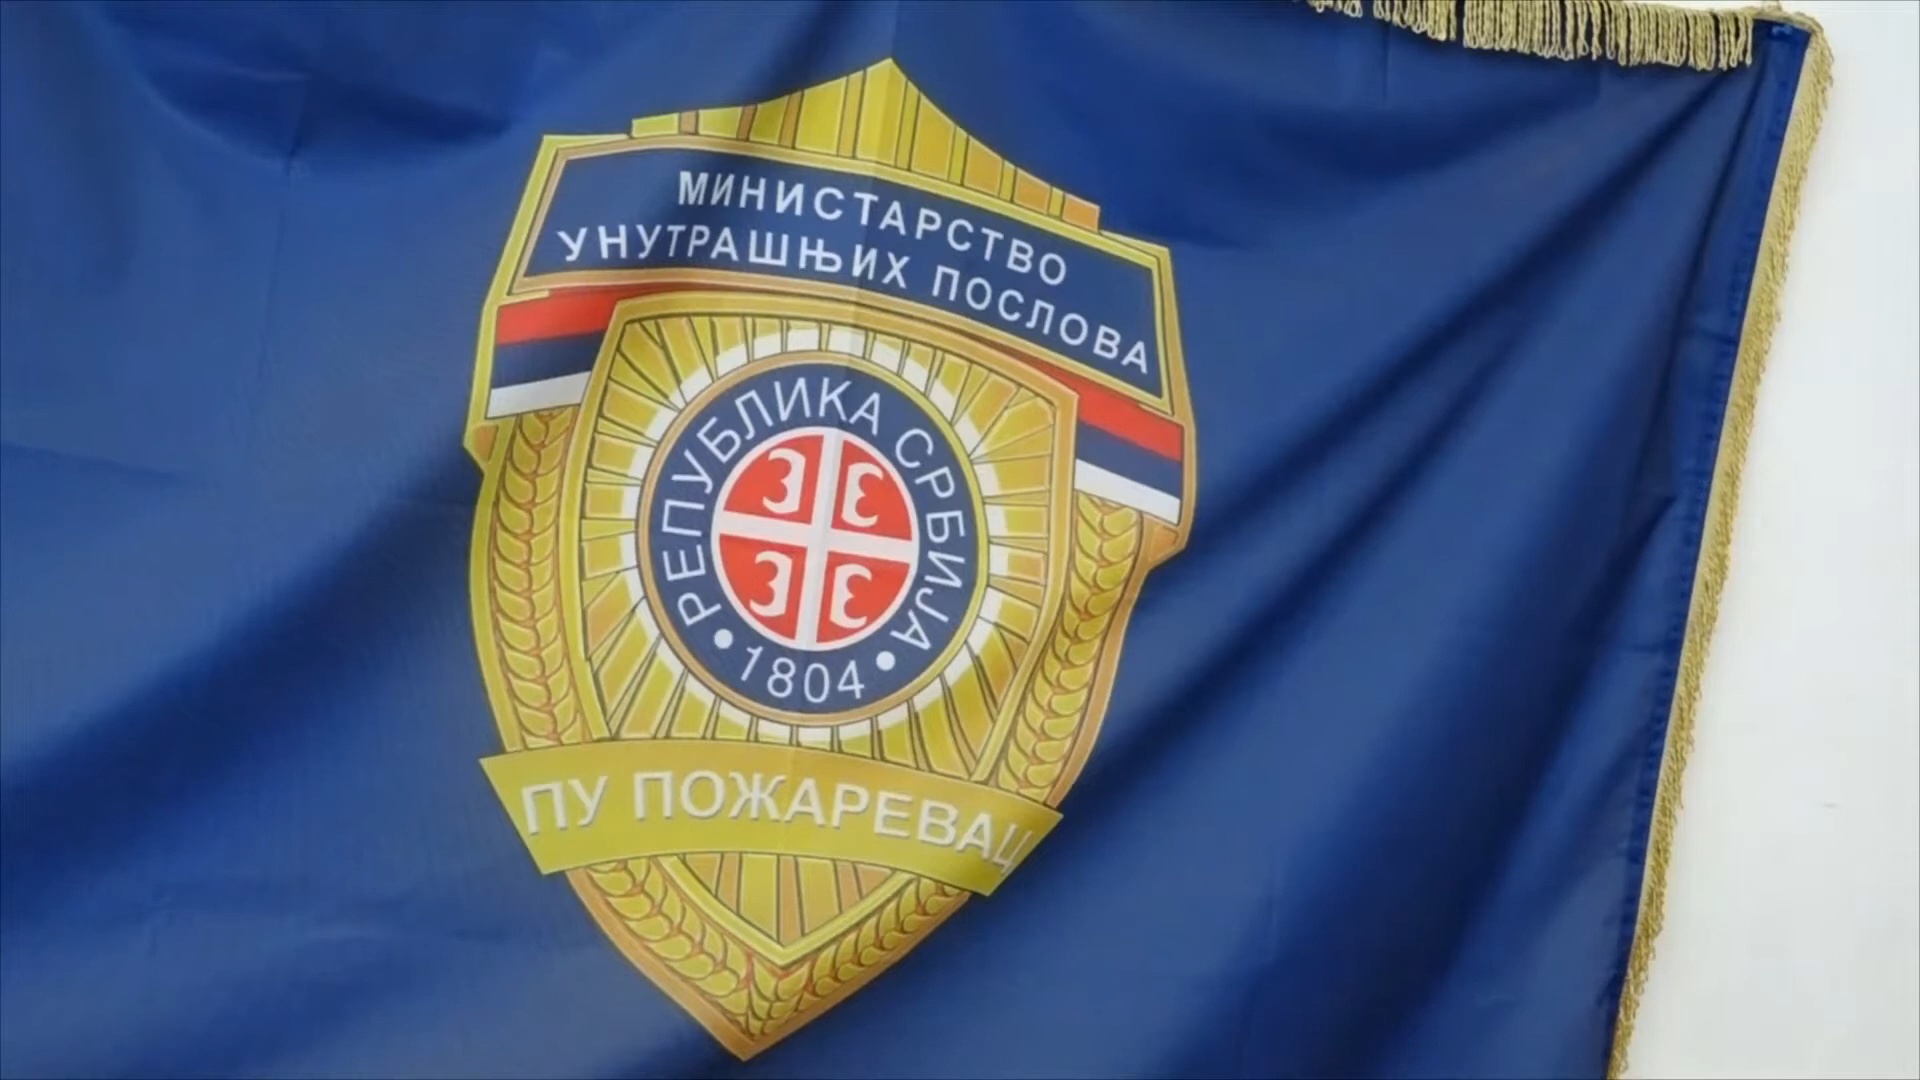 МИНИСТАРСТВО
УНУТРАШЊИХ ПОСЛОВА
РЕПУБЛИКА СРБИЈА
• 1804 •
ПУ ПОЖАРЕВАЦ